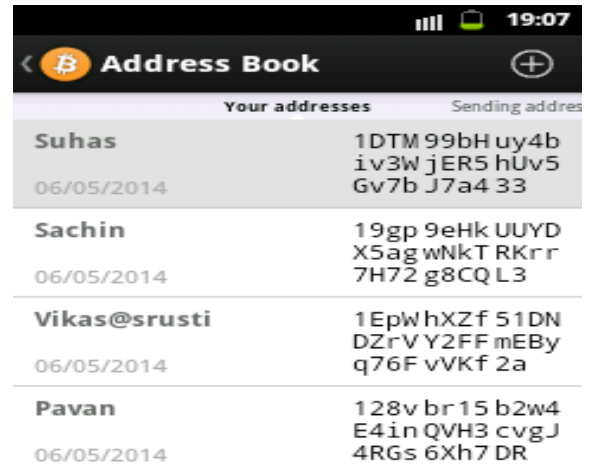 19:07
Address Book
Your addresses Sending addres
Suhas 1DTM 99bH uy4b
iv3W jER5 hUv5
06/05/2014 Gv7b J7a4 33
Sachin 19gp 9eHk UUYD
X5ag wNkT RKrr
06/05/2014 7H72 g8CQ L3
Vikas@srusti 1EpW hXZf 51DN
DZrV Y2FF mEBy
06/05/2014 q76F vVKf 2a
Pavan 128v br15 b2w4
E4in QVH3 cvgJ
06/05/2014 4RGs 6Xh7 DR